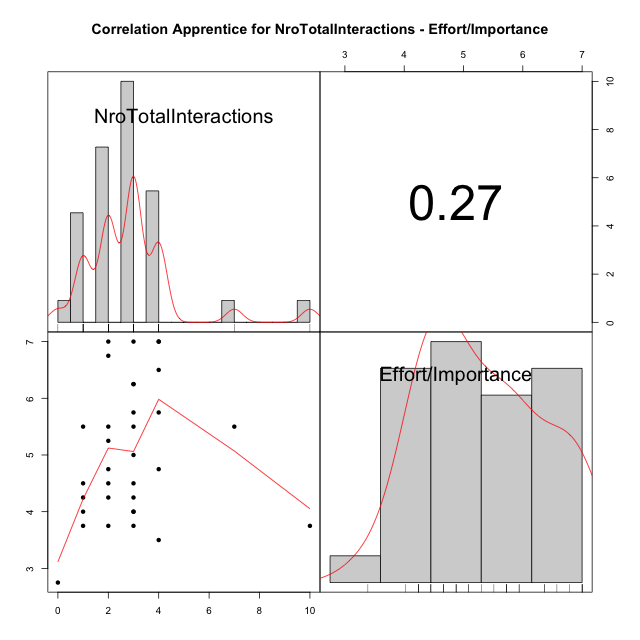 Correlation Apprentice for NroTotalInteractions - Effort/Importance
3 4 5 6 7
NroTotalInteractions
0.27
10
8
6
4
2
0
7
6
5
4
3
Effort/Importance
0 2 4 6 8 10